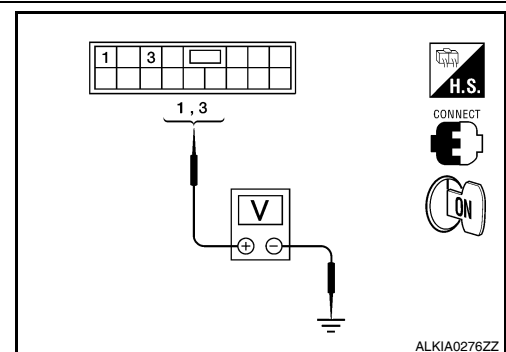 1 3
1 , 3
H.S.
CONNECT
ON
V
+ −
ALKIA0276ZZ